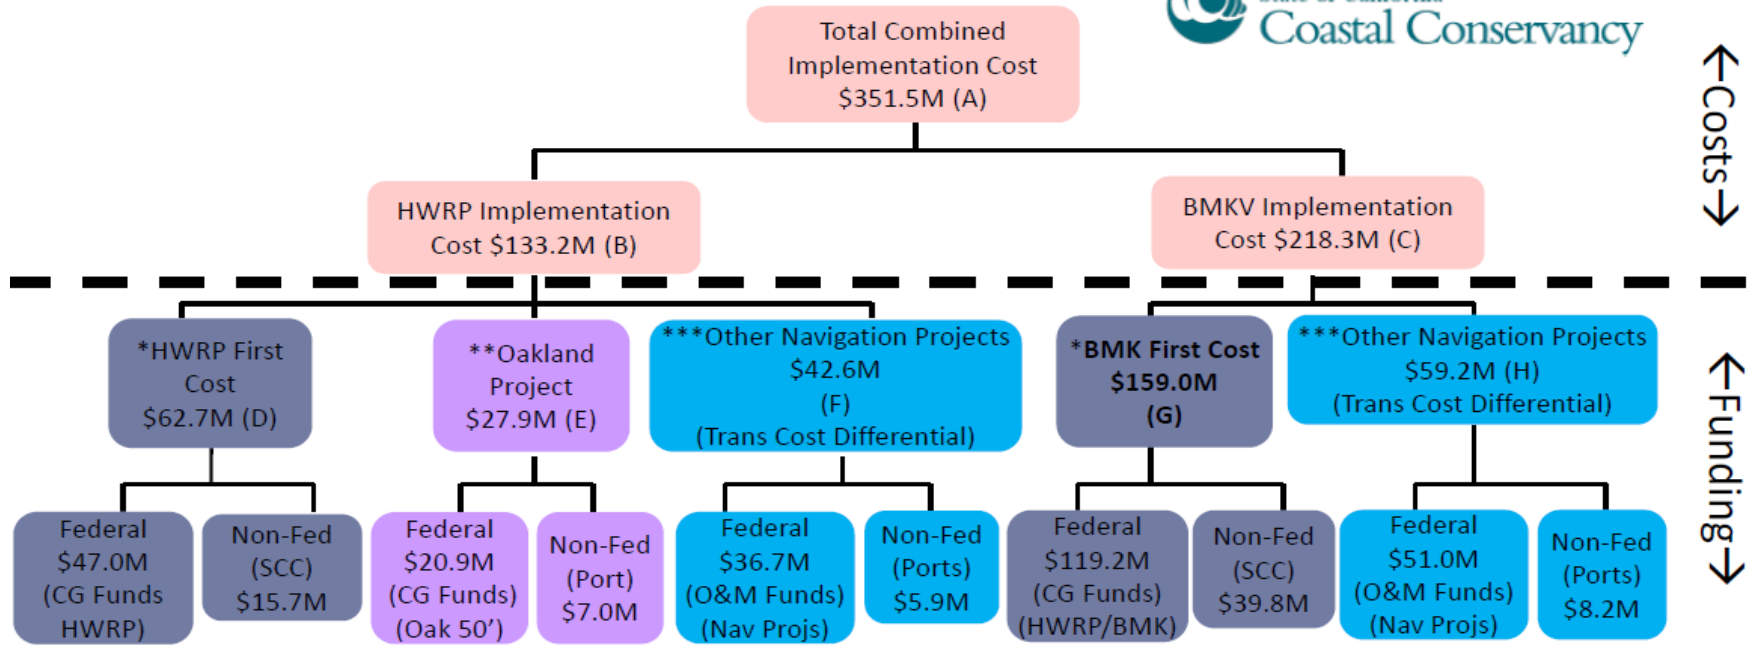 Coastal Conservancy
Total Combined
Implementation Cost
$351.5M (A)
←Costs→
HWRP Implementation
Cost $133.2M (B)
BMKV Implementation
Cost $218.3M (C)
*HWRP First
Cost
$62.7M (D)
**Oakland
Project
$27.9M (E)
***Other Navigation Projects
$42.6M
(F)
(Trans Cost Differential)
*BMK First Cost
$159.0M
(G)
***Other Navigation Projects
$59.2M (H)
(Trans Cost Differential)
←Funding→
Federal
$47.0M
(CG Funds
HWRP)
Non-Fed
(SCC)
$15.7M
Federal
$20.9M
(CG Funds)
(Oak 50’)
Non-Fed
(Port)
$7.0M
Federal
$36.7M
(O&M Funds)
(Nav Projs)
Non-Fed
(Ports)
$5.9M
Federal
$119.2M
(CG Funds)
(HWRP/BMK)
Non-Fed
(SCC)
$39.8M
Federal
$51.0M
(O&M Funds)
(Nav Projs)
Non-Fed
(Ports)
$8.2M